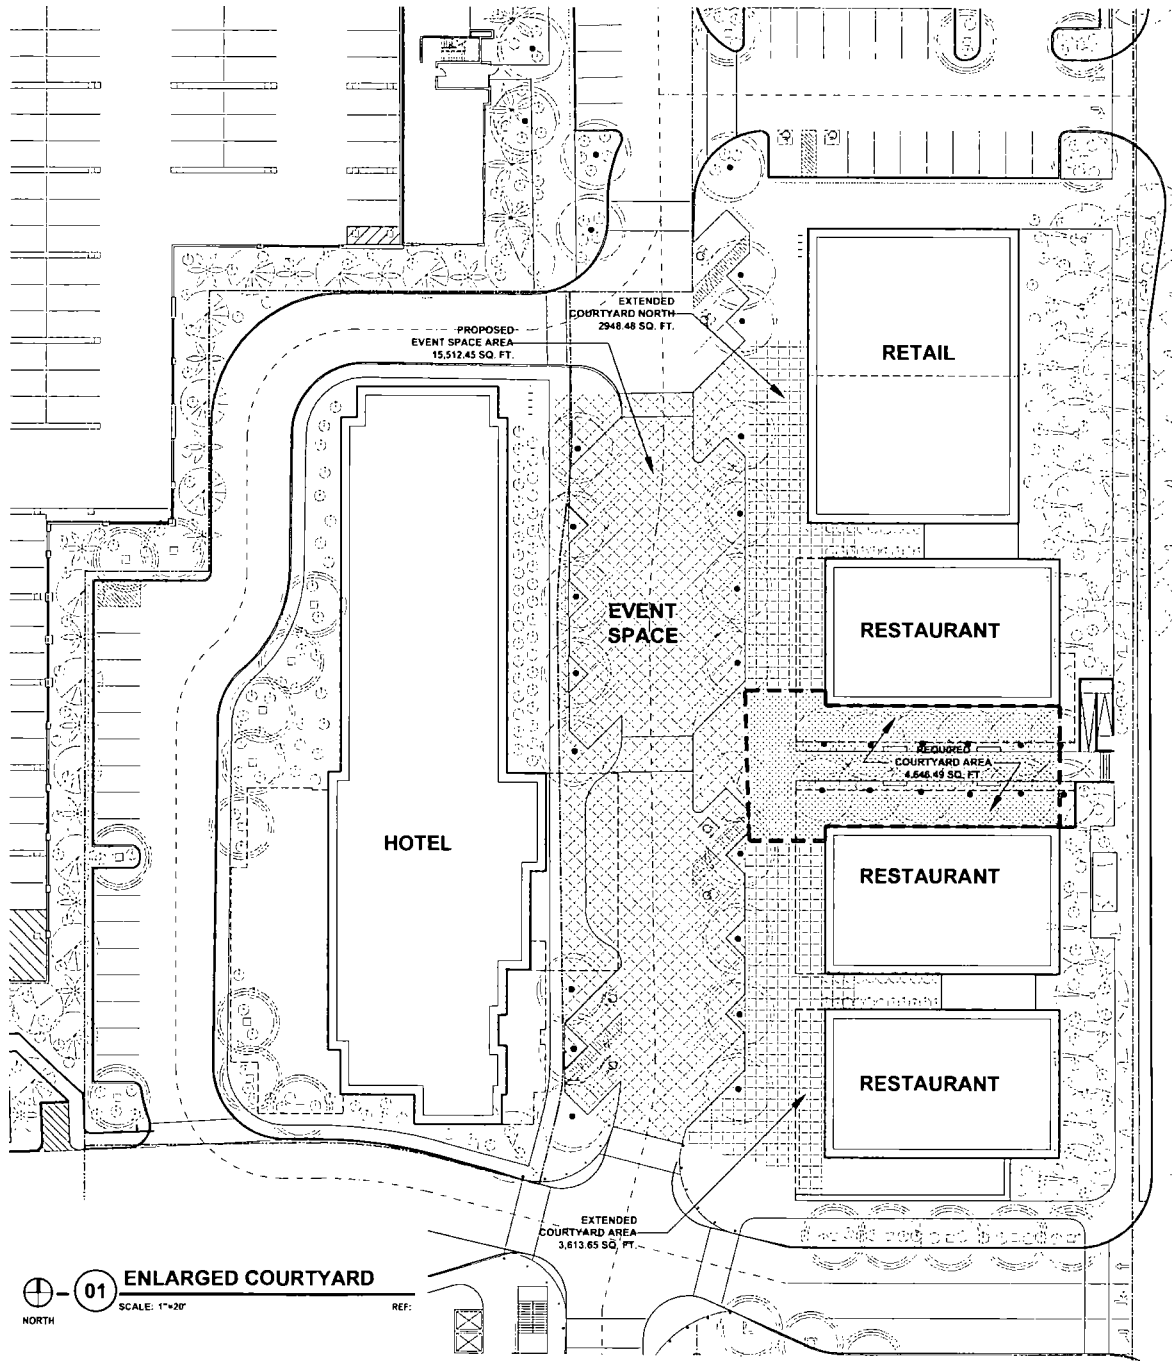 EXTENDED
COURTYARD NORTH
2948.48 SQ. FT.
PROPOSED
EVENT SPACE AREA
15,512.45 SQ. FT.
RETAIL
EVENT
SPACE
RESTAURANT
REQUIRED
COURTYARD AREA
4,646.49 SQ. FT.
HOTEL
RESTAURANT
RESTAURANT
EXTENDED
COURTYARD AREA
3,613.65 SQ. FT.
01
ENLARGED COURTYARD
SCALE: 1"=20'
REF:
NORTH